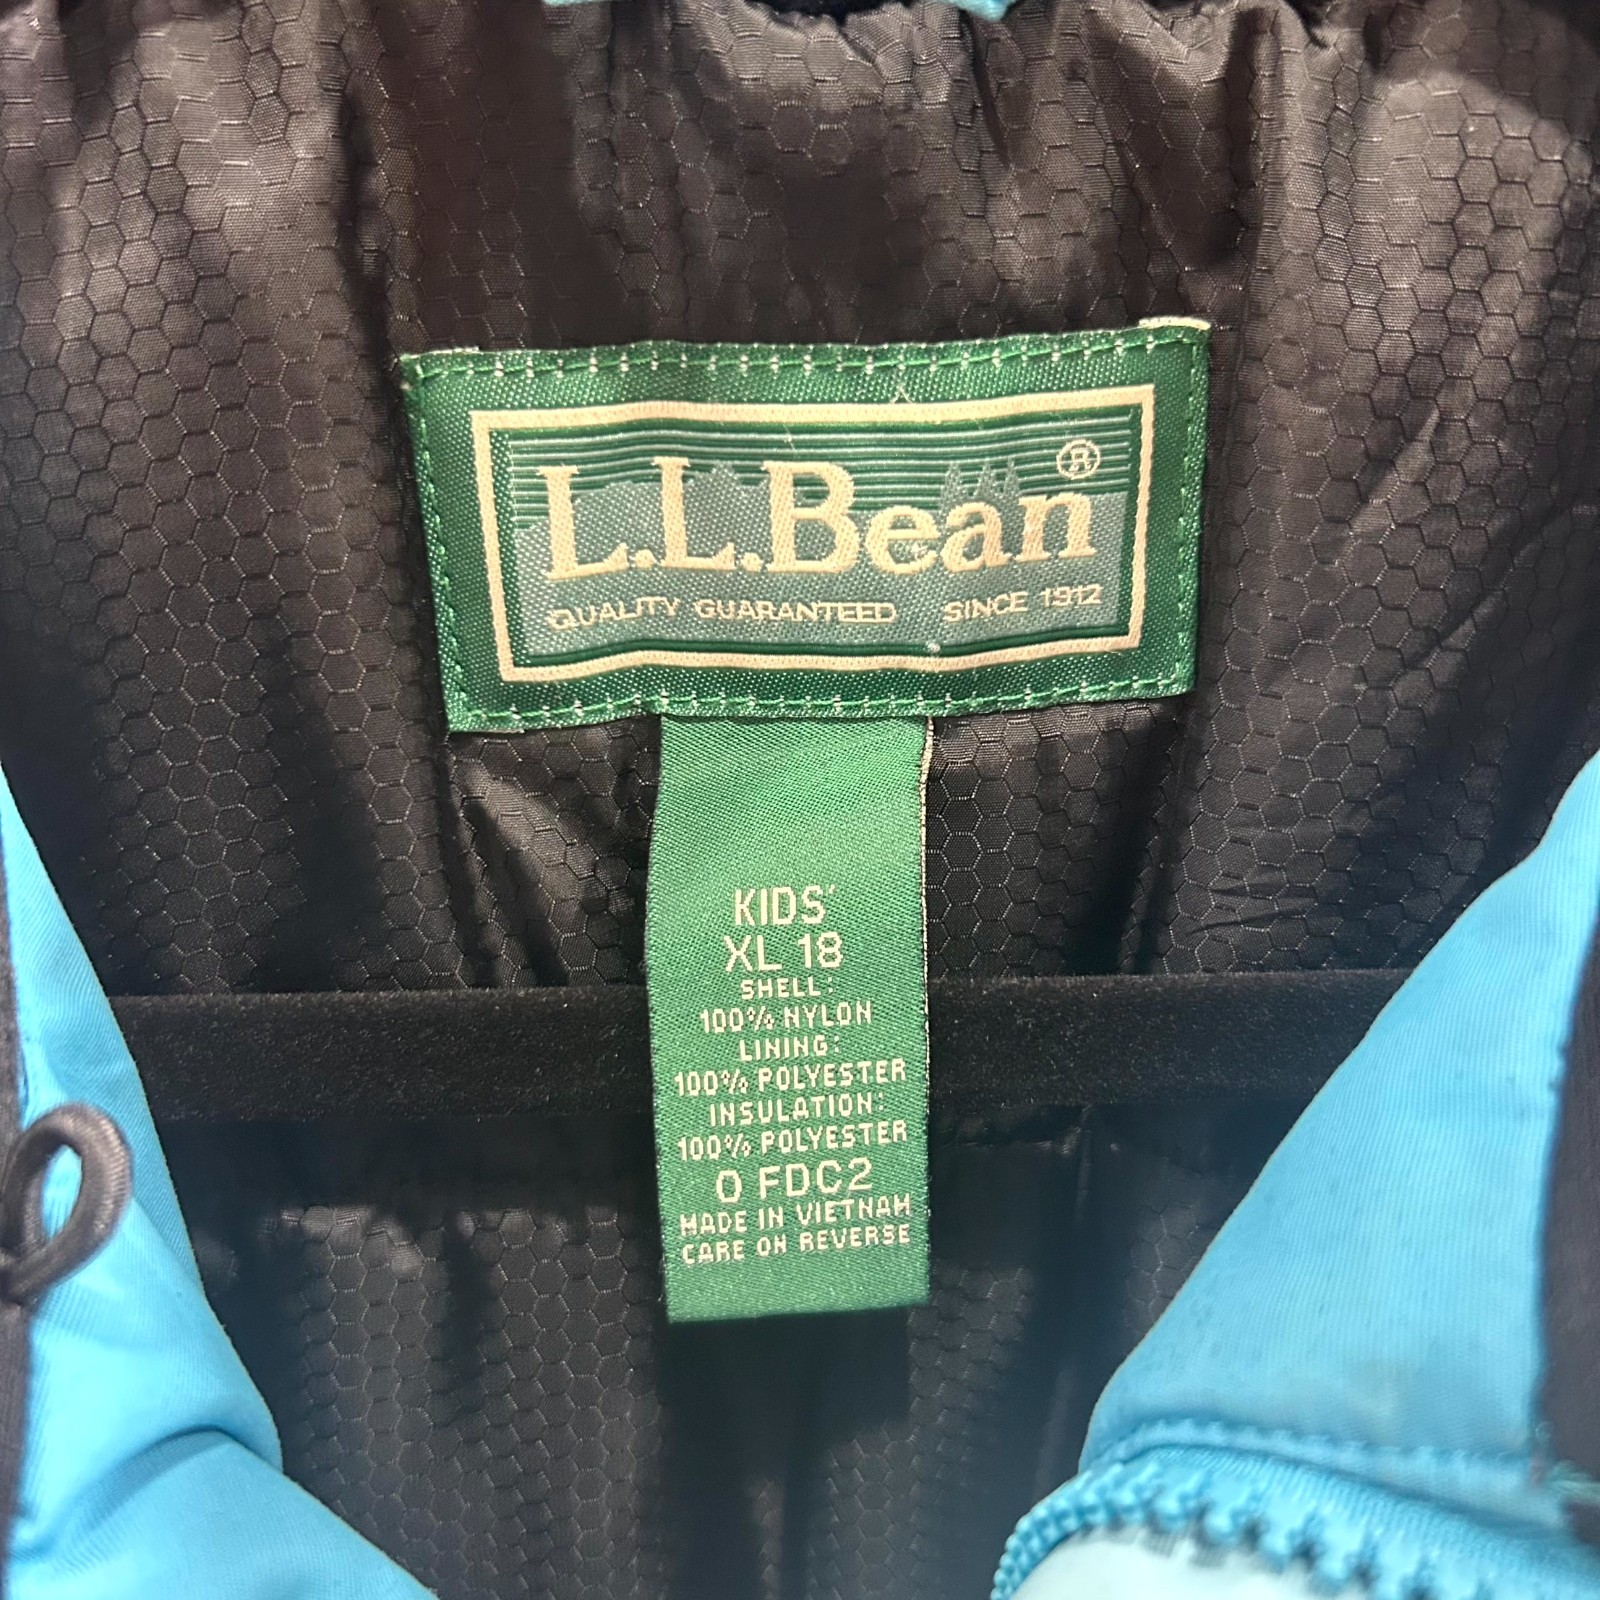 L.L.Bean®
QUALITY GUARANTEED SINCE 1912
KIDS'
XL 18
SHELL:
100% NYLON
LINING:
100% POLYESTER
INSULATION:
100% POLYESTER
0 FDC2
MADE IN VIETNAM
CARE ON REVERSE